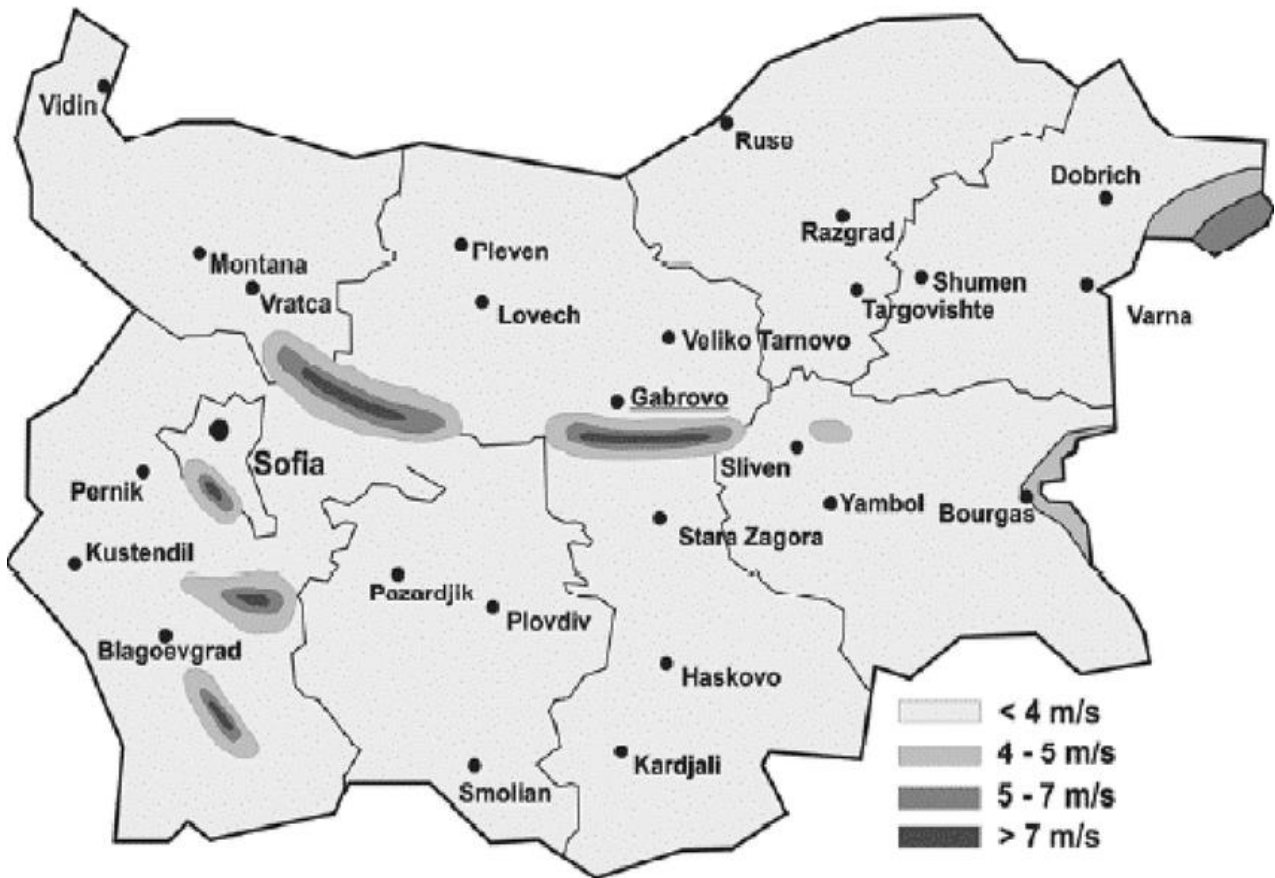 Vidin
Ruse
Dobrich
Razgrad
Montana
Pleven
Shumen
Vratca
Lovech
Targovishte
Varna
Veliko Tarnovo
Gabrovo
Sofia
Sliven
Pernik
Yambol
Bourgas
Stara Zagora
Kustendil
Pazardjik
Plovdiv
Blagoevgrad
Haskovo
Kardjali
Smolian
< 4 m/s
4 - 5 m/s
5 - 7 m/s
> 7 m/s